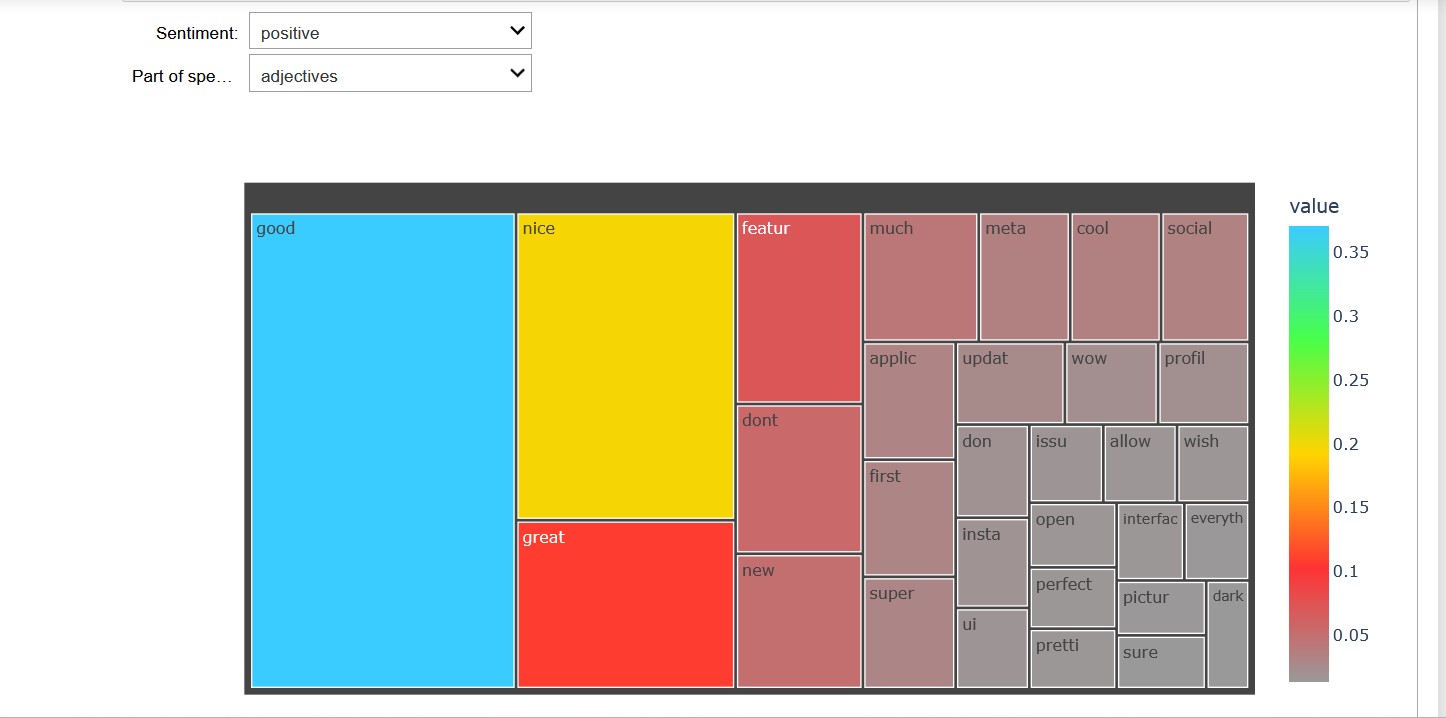 Sentiment: positive
Part of spe... adjectives
good
nice
great
featur
dont
new
much
meta
cool
social
applic
first
super
updat
wow
profil
don
issu
allow
wish
insta
ui
open
interfac
everyth
perfect
pretti
pictur
dark
sure
value
0.35
0.3
0.25
0.2
0.15
0.1
0.05